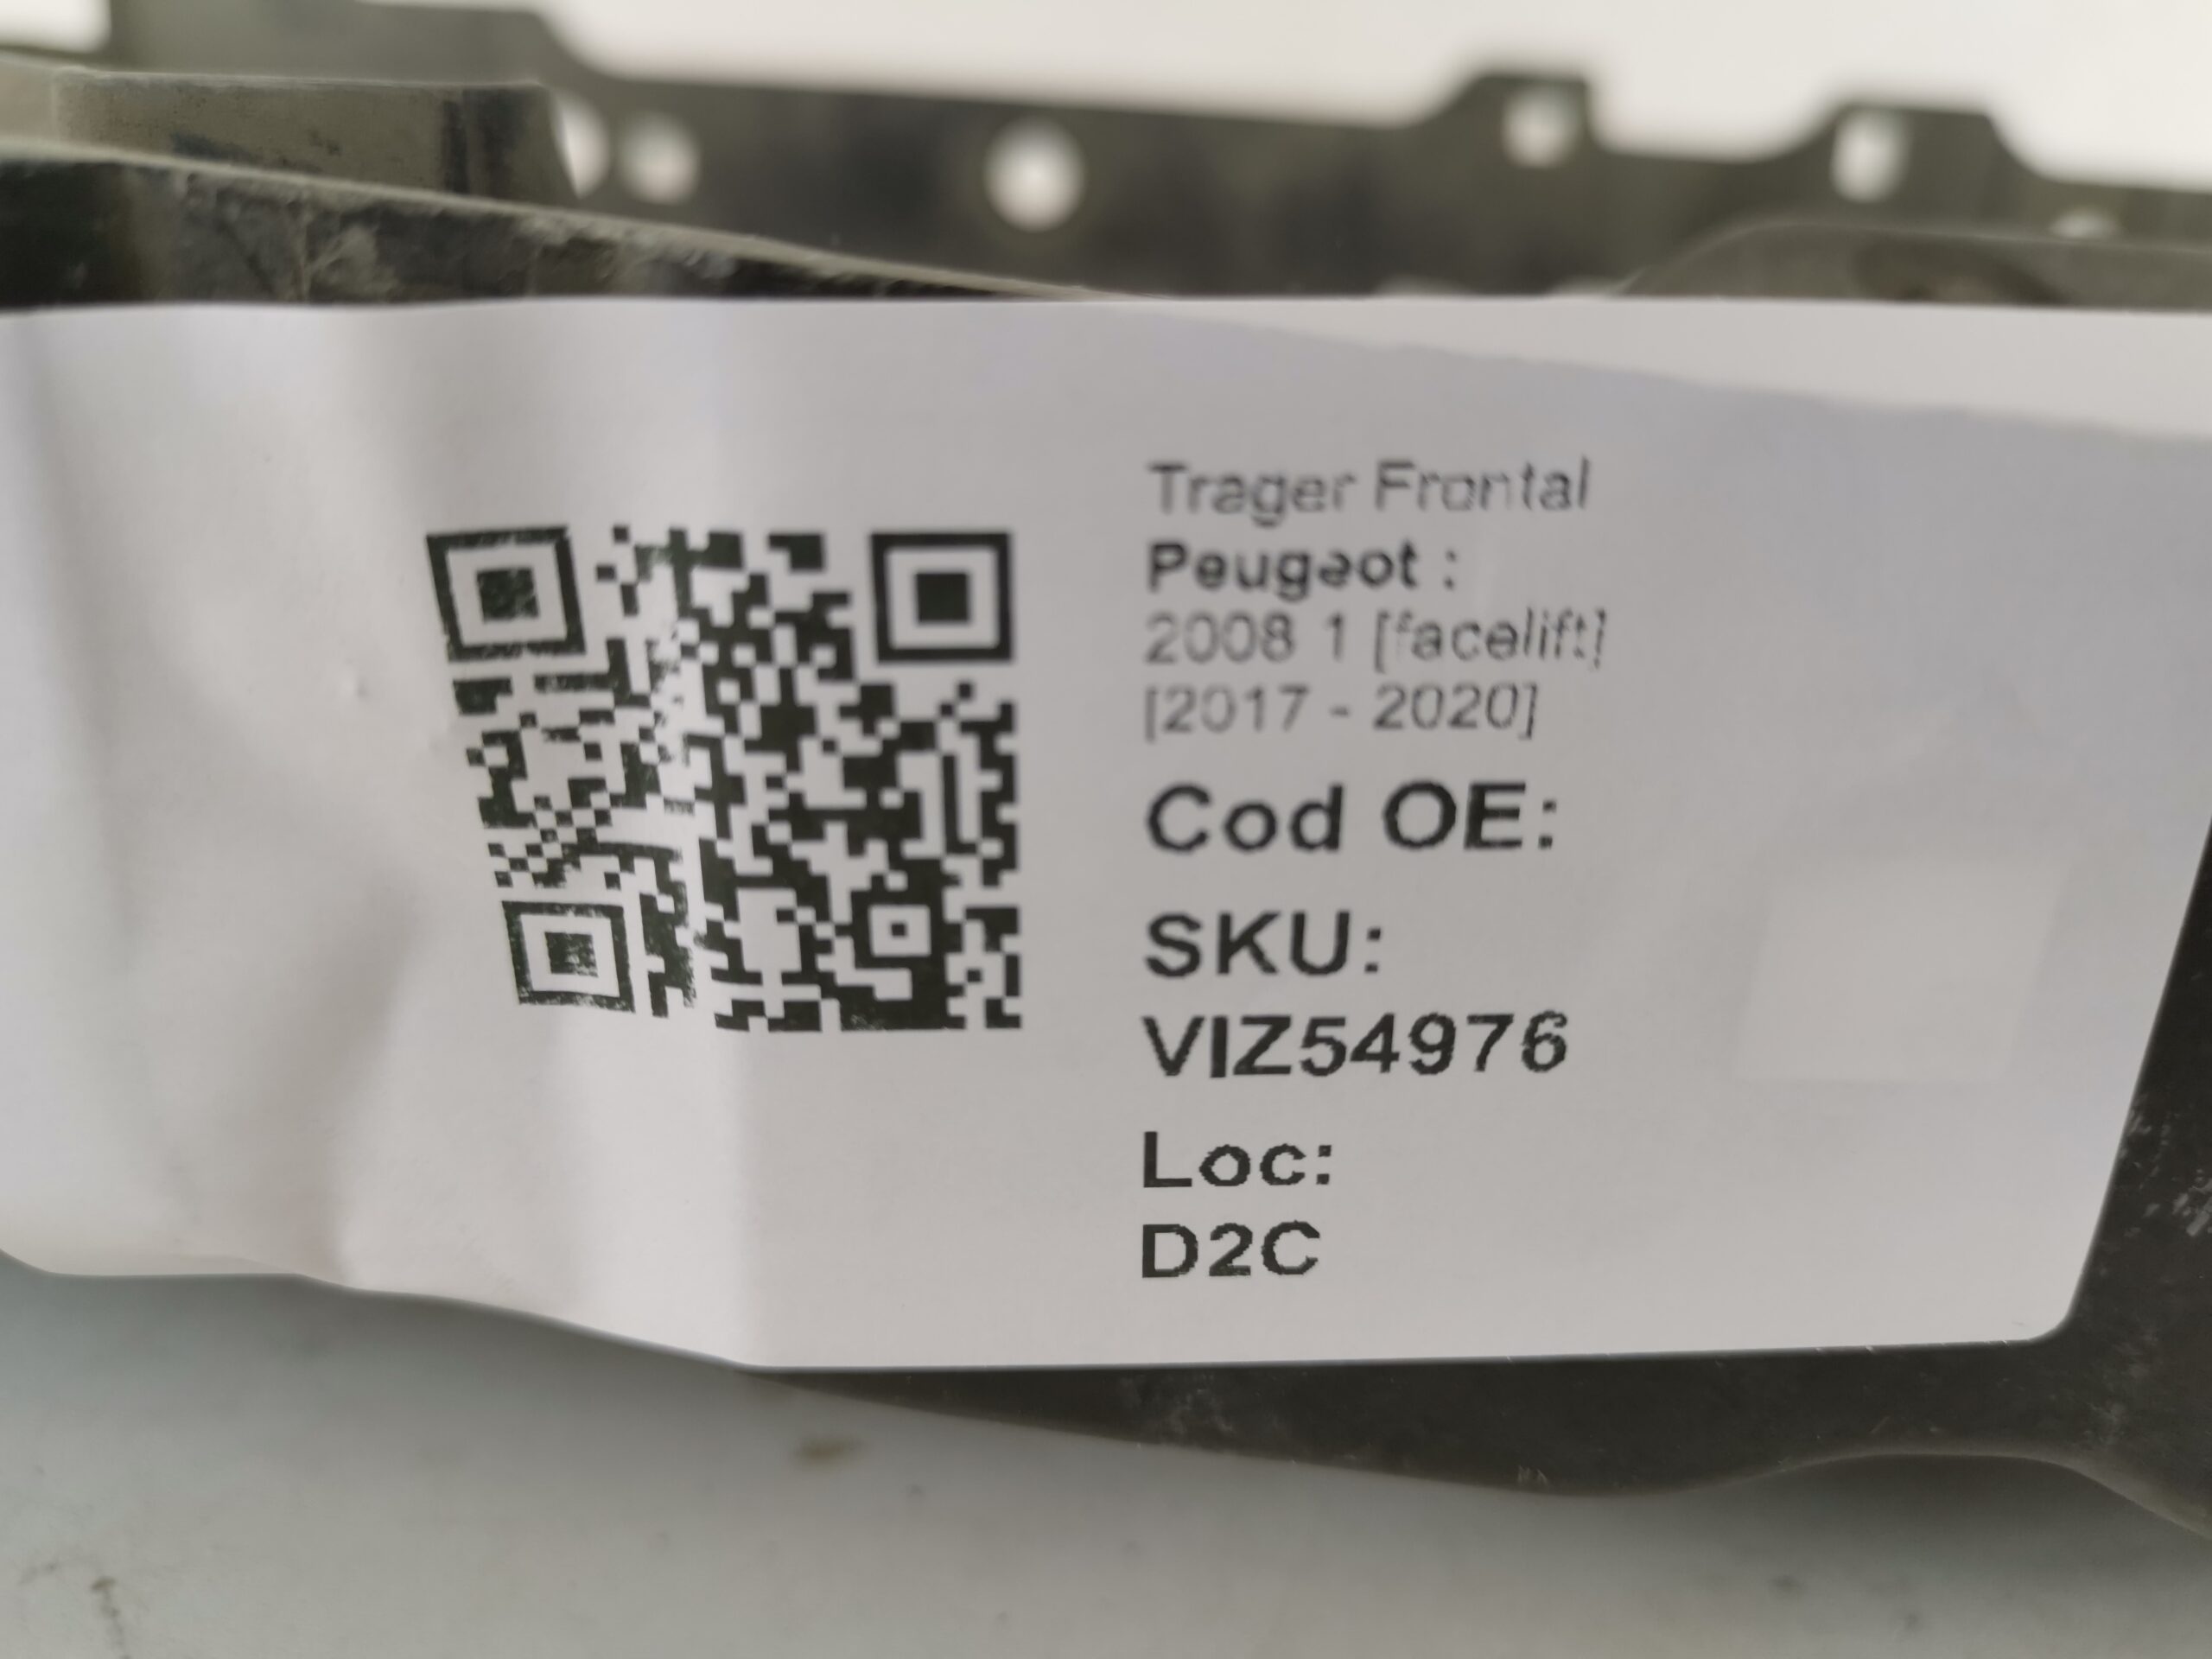 Trager Frontal
Peugeot :
2008 1 [facelift]
[2017 - 2020]
Cod OE:
SKU:
VIZ54976
Loc:
D2C